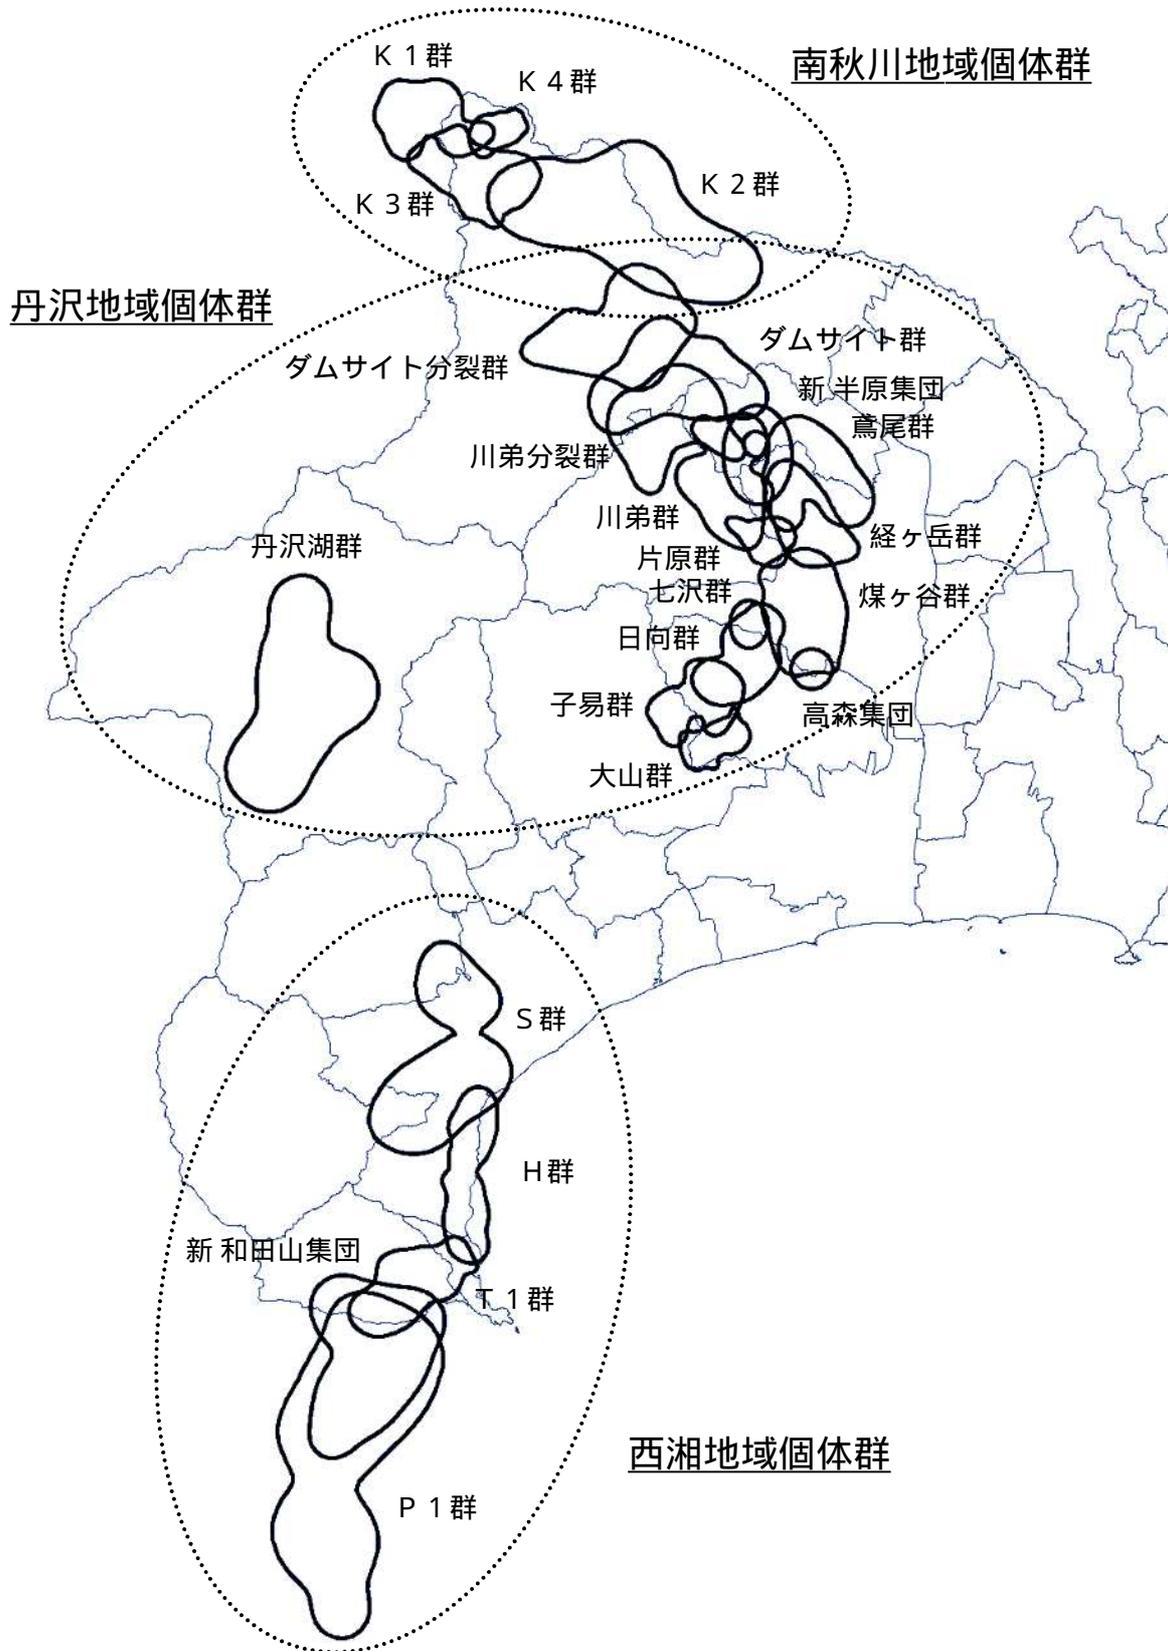 K1群
K4群
南秋川地域個体群
K2群
K3群
丹沢地域個体群
ダムサイト群
ダムサイト分裂群
新 半原集団
鳶尾群
川弟分裂群
川弟群
経ヶ岳群
丹沢湖群
片原群
七沢群
煤ヶ谷群
日向群
子易群
高森集団
大山群
S群
H群
新 和田山集団
T1群
西湘地域個体群
P1群